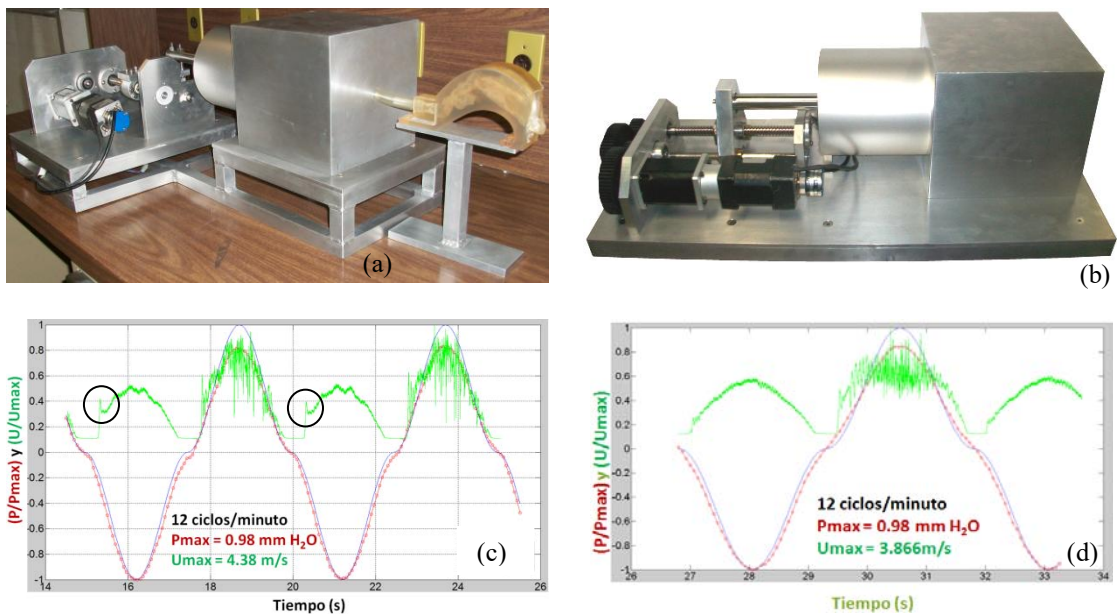 (a)
(b)
1
0.8
0.6
0.4
0.2
0
-0.2
-0.4
-0.6
-0.8
-1
(P/Pmax) y (U/Umax)
12 ciclos/minuto
Pmax = 0.98 mm H₂O
Umax = 4.38 m/s
(c)
14 16 18 20 22 24 25.5
Tiempo (s)
1
0.8
0.6
0.4
0.2
0
-0.2
-0.4
-0.6
-0.8
-1
(P/Pmax) y (U/Umax)
12 ciclos/minuto
Pmax = 0.98 mm H₂O
Umax = 3.866m/s
(d)
26 27 28 29 30 31 32 33 34
Tiempo (s)